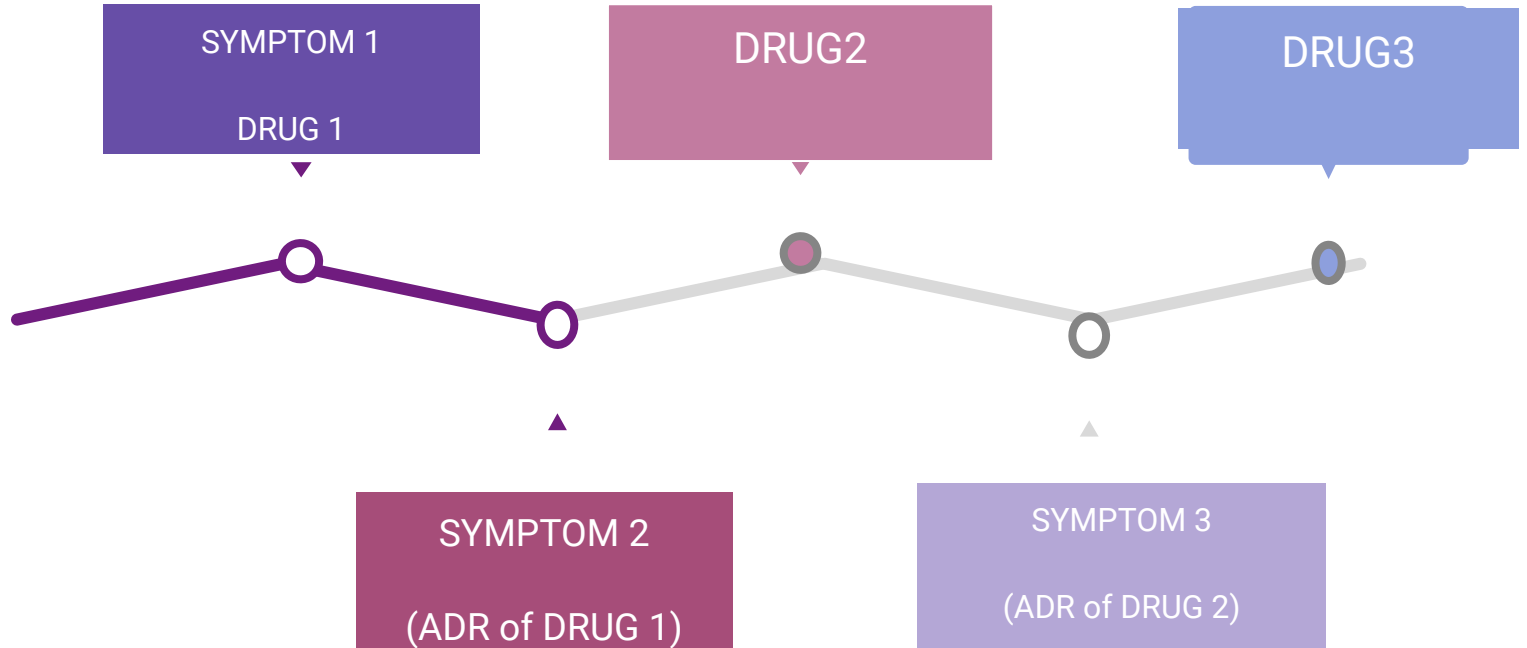 SYMPTOM 1
DRUG 1
DRUG2
DRUG3
SYMPTOM 2
(ADR of DRUG 1)
SYMPTOM 3
(ADR of DRUG 2)